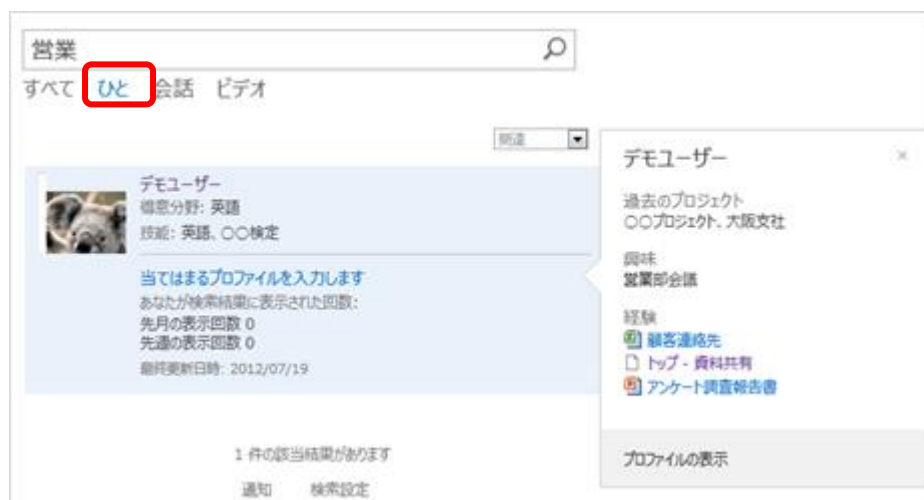 営業
すべて ひと 会話 ビデオ
関連
デモユーザー
得意分野: 英語
技能: 英語、〇〇検定
当てはまるプロファイルを入力します
あなたが検索結果に表示された回数:
先月の表示回数 0
先週の表示回数 0
最終更新日時: 2012/07/19
1 件の該当結果があります
通知 検索設定
デモユーザー
過去のプロジェクト
〇〇プロジェクト、大阪支社
興味
営業部会議
経験
顧客連絡先
トップ - 資料共有
アンケート調査報告書
プロファイルの表示